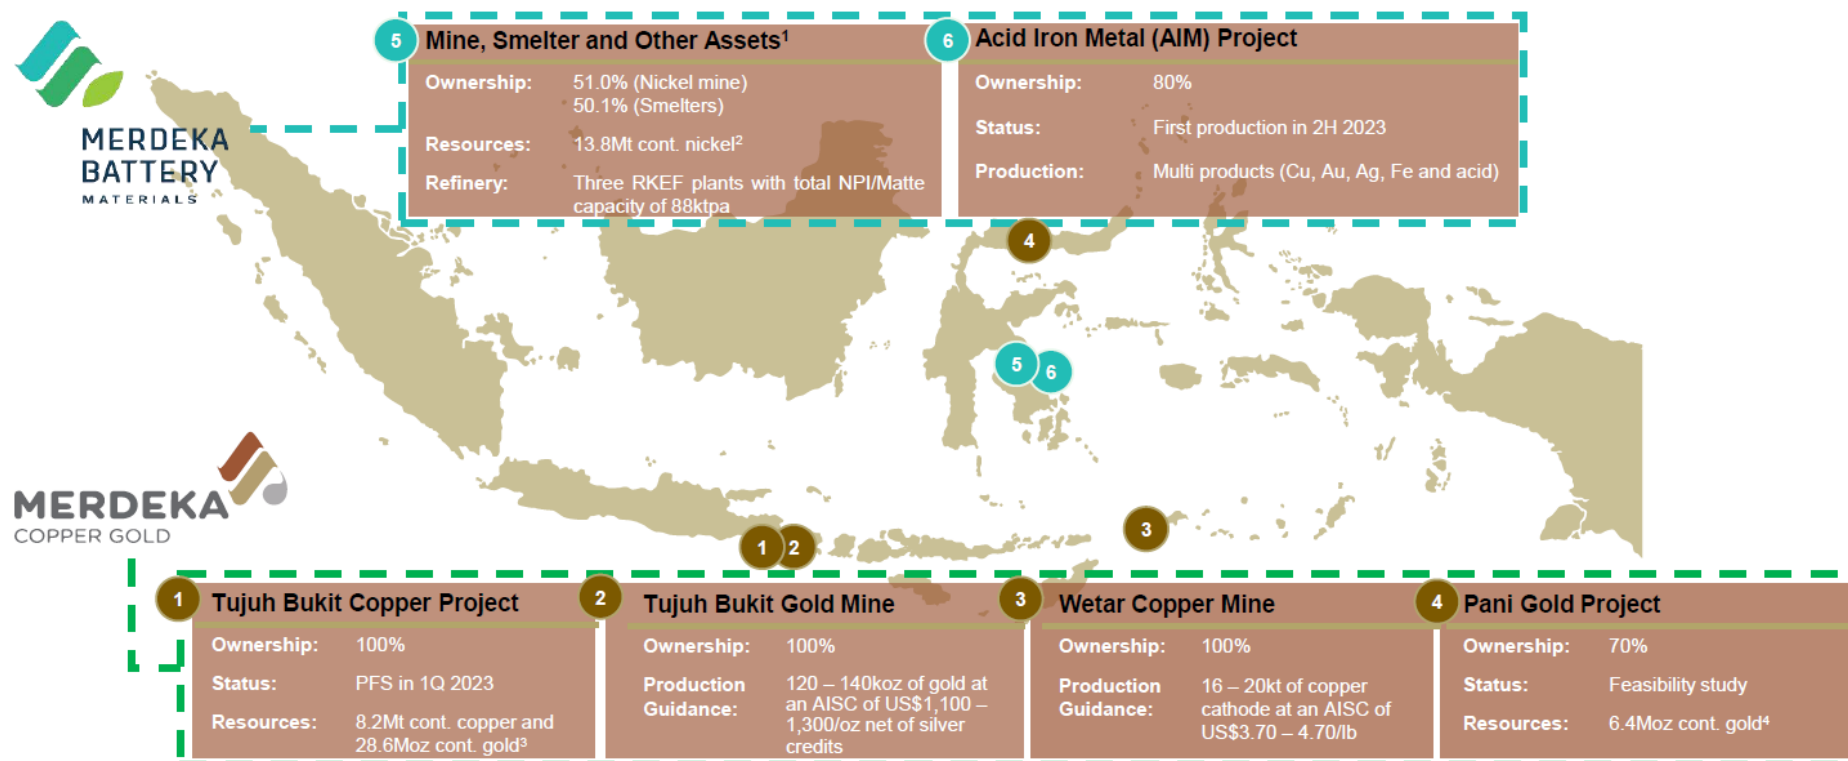 MERDEKA
BATTERY
MATERIALS
5 Mine, Smelter and Other Assets¹
Ownership: 51.0% (Nickel mine)
50.1% (Smelters)
Resources: 13.8Mt cont. nickel²
Refinery: Three RKEF plants with total NPI/Matte
capacity of 88ktpa
6 Acid Iron Metal (AIM) Project
Ownership: 80%
Status: First production in 2H 2023
Production: Multi products (Cu, Au, Ag, Fe and acid)
4
5
6
3
1
2
MERDEKA
COPPER GOLD
1 Tujuh Bukit Copper Project
Ownership: 100%
Status: PFS in 1Q 2023
Resources: 8.2Mt cont. copper and
28.6Moz cont. gold³
2 Tujuh Bukit Gold Mine
Ownership: 100%
Production Guidance: 120 – 140koz of gold at
an AISC of US$1,100 –
1,300/oz net of silver
credits
3 Wetar Copper Mine
Ownership: 100%
Production Guidance: 16 – 20kt of copper
cathode at an AISC of
US$3.70 – 4.70/lb
4 Pani Gold Project
Ownership: 70%
Status: Feasibility study
Resources: 6.4Moz cont. gold⁴